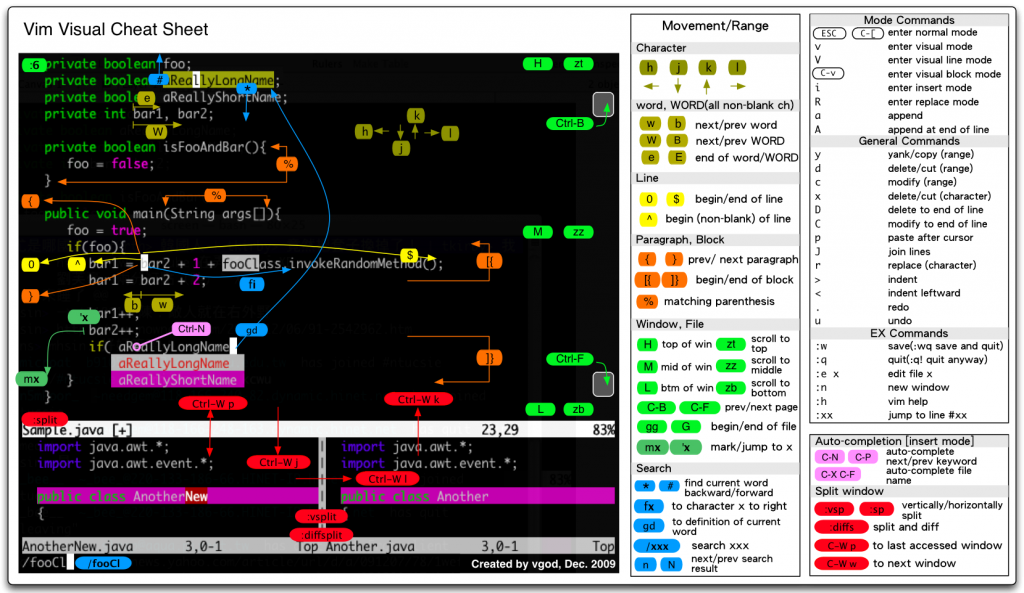 Vim Visual Cheat Sheet
:6 private boolean foo;
private boolean # aReallyLongName;
private boole e aReallyShortName;
*
private int bar1, bar2;
W
private boolean isFooAndBar(){
foo = false;
%
}
h j k l
H zt
Ctrl-B
{
%
public void main(String args[]){
foo = true;
if(foo){
M zz
0 ^ bar1 = bar2 + 1 + fooClass.invokeRandomMethod();
$
[{
bar1 = bar2 + 2;
fi
}
b w
'x bar1++;
bar2++;
Ctrl-N
gd
if( aReallyLongName
aReallyLongName
aReallyShortName
]}
Ctrl-F
mx }
}
Ctrl-W p
Ctrl-W k
L zb
:split
Sample.java [+] 23,29 83%
import java.awt.*; import java.awt.*;
import java.awt.event.*; import java.awt.event.*;
Ctrl-W j
Ctrl-W l
public class AnotherNew public class Another
{ {
:vsplit
:diffsplit
AnotherNew.java 3,0-1 Top Another.java 3,0-1 Top
/fooCl /fooCl
Created by vgod, Dec. 2009
Movement/Range
Character
h j k l
word, WORD(all non-blank ch)
w b next/prev word
W B next/prev WORD
e E end of word/WORD
Line
0 $ begin/end of line
^ begin (non-blank) of line
Paragraph, Block
{ } prev/ next paragraph
[{ ]} begin/end of block
% matching parenthesis
Window, File
H top of win zt scroll to top
M mid of win zz scroll to middle
L btm of win zb scroll to bottom
C-B C-F prev/next page
gg G begin/end of file
mx 'x mark/jump to x
Search
* # find current word backward/forward
fx to character x to right
gd to definition of current word
/xxx search xxx
n N next/prev search result
Mode Commands
ESC C-[ enter normal mode
v enter visual mode
V enter visual line mode
C-v enter visual block mode
i enter insert mode
R enter replace mode
a append
A append at end of line
General Commands
y yank/copy (range)
d delete/cut (range)
c modify (range)
x delete/cut (character)
D delete to end of line
C modify to end of line
p paste after cursor
J join lines
r replace (character)
> indent
< indent leftward
. redo
u undo
EX Commands
:w save(:wq save and quit)
:q quit(:q! quit anyway)
:e x edit file x
:n new window
:h vim help
:xx jump to line #xx
Auto-completion [insert mode]
C-N C-P auto-complete next/prev keyword
C-X C-F auto-complete file name
Split window
:vsp :sp vertically/horizontally split
:diffs split and diff
C-W p to last accessed window
C-W w to next window